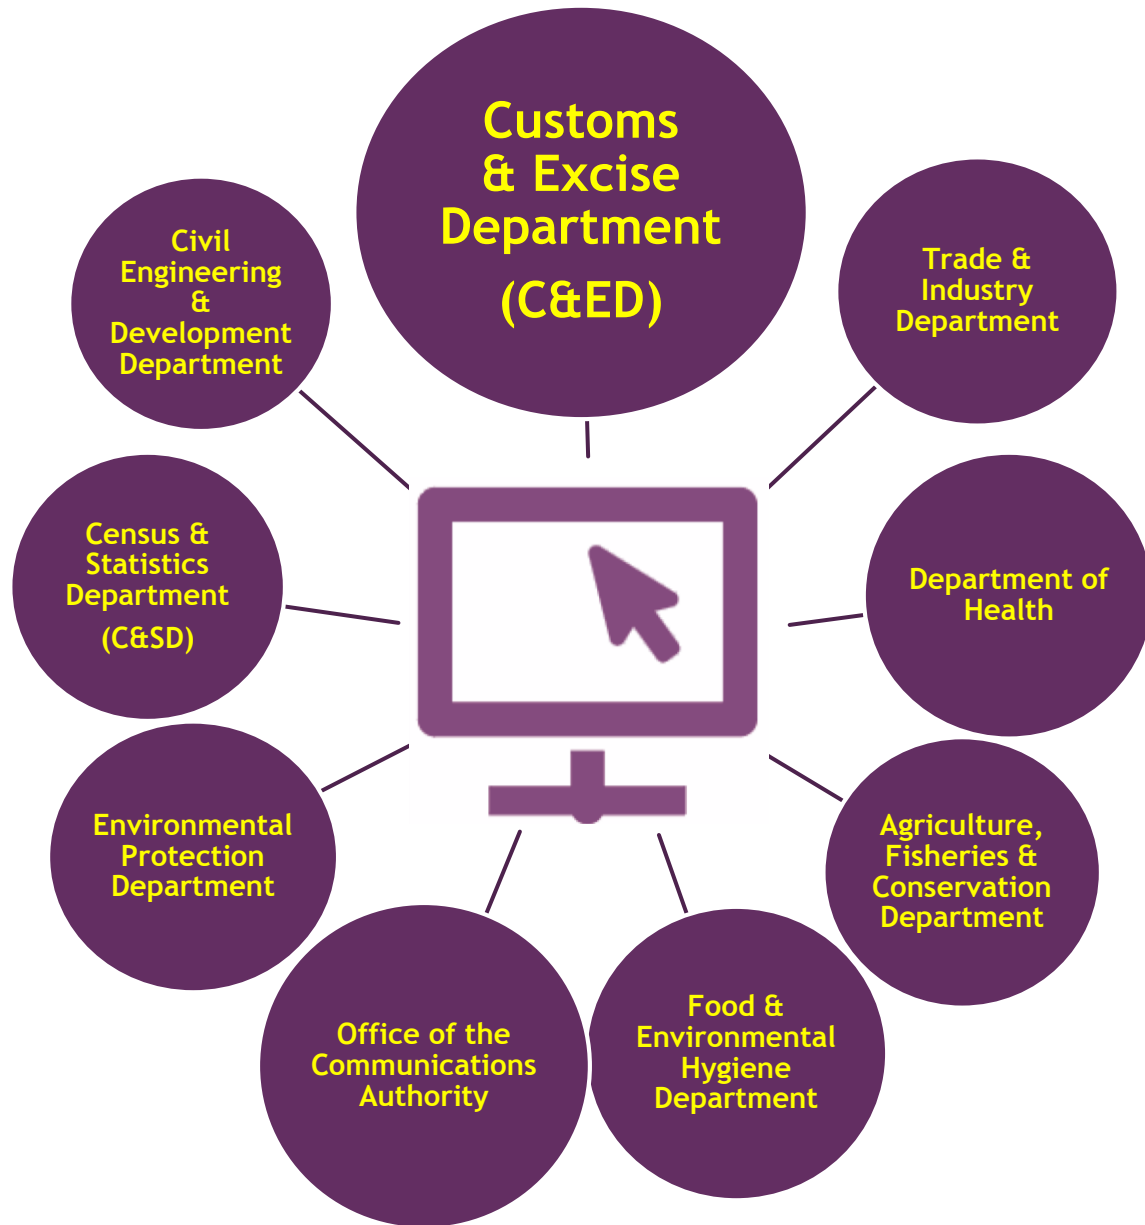 Customs
& Excise
Department
(C&ED)
Trade &
Industry
Department
Department of
Health
Agriculture,
Fisheries &
Conservation
Department
Food &
Environmental
Hygiene
Department
Office of the
Communications
Authority
Environmental
Protection
Department
Census &
Statistics
Department
(C&SD)
Civil
Engineering
&
Development
Department